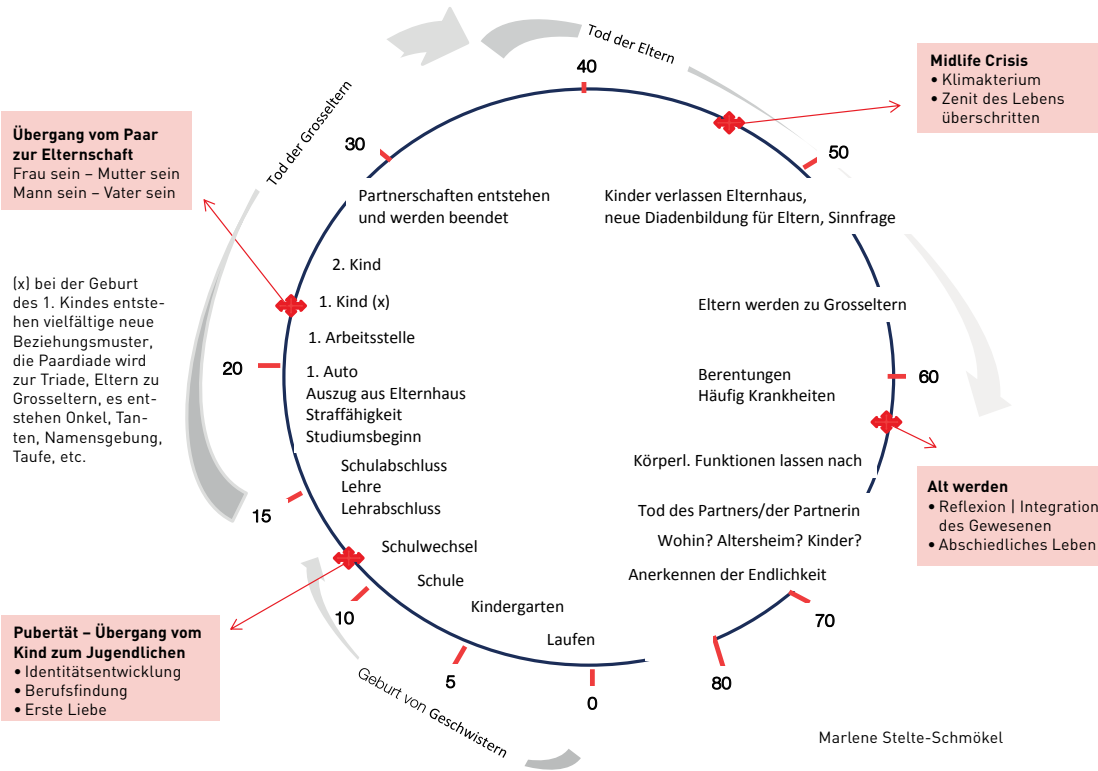 Tod der Eltern
40
Midlife Crisis
• Klimakterium
• Zenit des Lebens
überschritten
Tod der Grosseltern
30
50
Übergang vom Paar
zur Elternschaft
Frau sein – Mutter sein
Mann sein – Vater sein
Partnerschaften entstehen
und werden beendet
Kinder verlassen Elternhaus,
neue Diadenbildung für Eltern, Sinnfrage
2. Kind
1. Kind (x)
Eltern werden zu Grosseltern
(x) bei der Geburt
des 1. Kindes entste-
hen vielfältige neue
Beziehungsmuster,
die Paardiade wird
zur Triade, Eltern zu
Grosseltern, es ent-
stehen Onkel, Tan-
ten, Namensgebung,
Taufe, etc.
1. Arbeitsstelle
20
1. Auto
Auszug aus Elternhaus
Straffähigkeit
Studiumsbeginn
Berentungen
Häufig Krankheiten
60
Schulabschluss
Lehre
Lehrabschluss
Körperl. Funktionen lassen nach
15
Tod des Partners/der Partnerin
Alt werden
• Reflexion | Integration
des Gewesenen
• Abschiedliches Leben
Schulwechsel
Wohin? Altersheim? Kinder?
Schule
Anerkennen der Endlichkeit
10
Kindergarten
70
Laufen
Pubertät – Übergang vom
Kind zum Jugendlichen
• Identitätsentwicklung
• Berufsfindung
• Erste Liebe
5
0
80
Geburt von Geschwistern
Marlene Stelte-Schmökel